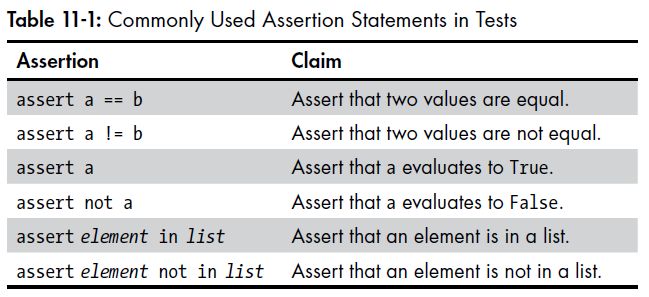 Table 11-1: Commonly Used Assertion Statements in Tests
Assertion Claim
assert a == b Assert that two values are equal.
assert a != b Assert that two values are not equal.
assert a Assert that a evaluates to True.
assert not a Assert that a evaluates to False.
assert element in list Assert that an element is in a list.
assert element not in list Assert that an element is not in a list.